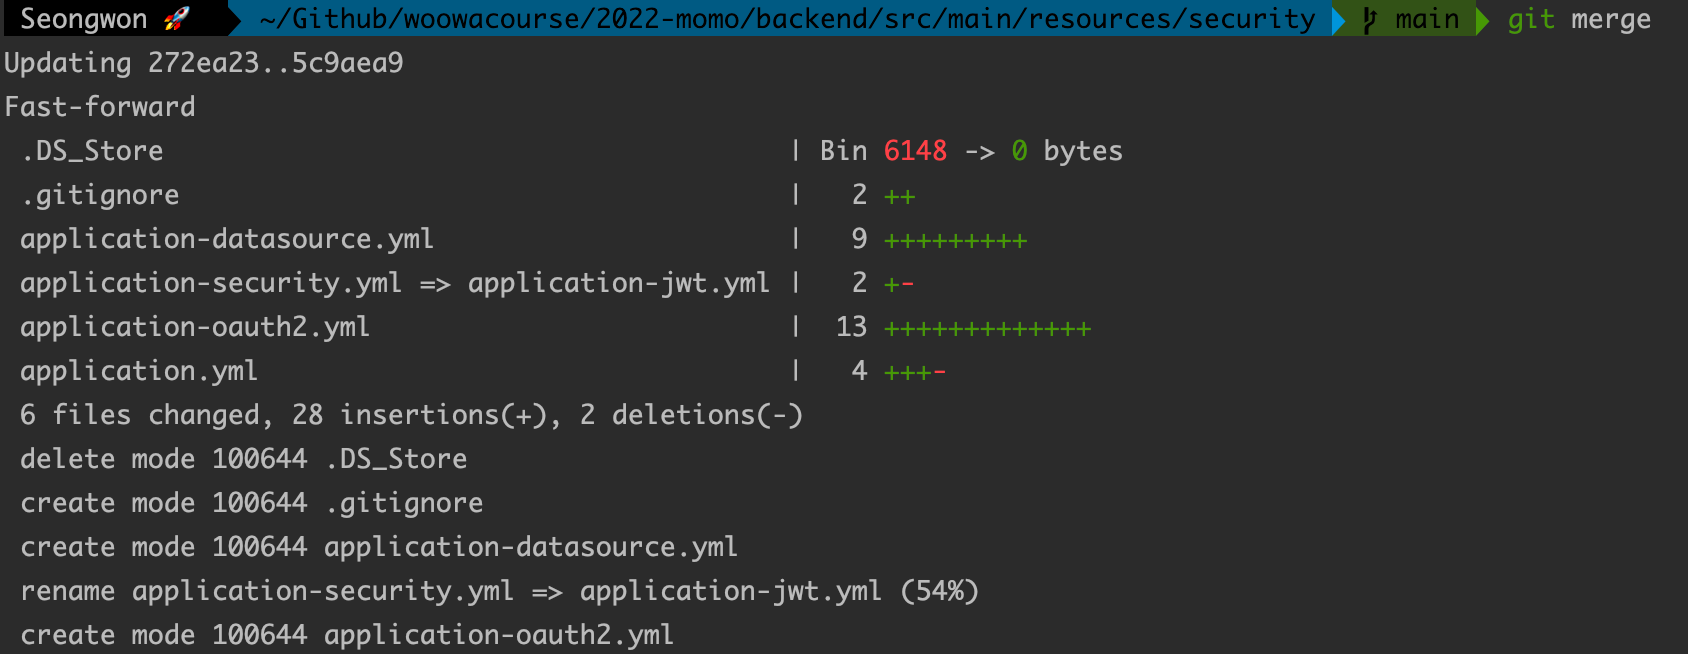 Seongwon 🚀 ~/Github/woowacourse/2022-momo/backend/src/main/resources/security main git merge
Updating 272ea23..5c9aea9
Fast-forward
 .DS_Store                                       | Bin 6148 -> 0 bytes
 .gitignore                                      |   2 ++
 application-datasource.yml                      |   9 +++++++++
 application-security.yml => application-jwt.yml |   2 +-
 application-oauth2.yml                          |  13 +++++++++++++
 application.yml                                 |   4 +++-
 6 files changed, 28 insertions(+), 2 deletions(-)
 delete mode 100644 .DS_Store
 create mode 100644 .gitignore
 create mode 100644 application-datasource.yml
 rename application-security.yml => application-jwt.yml (54%)
 create mode 100644 application-oauth2.yml